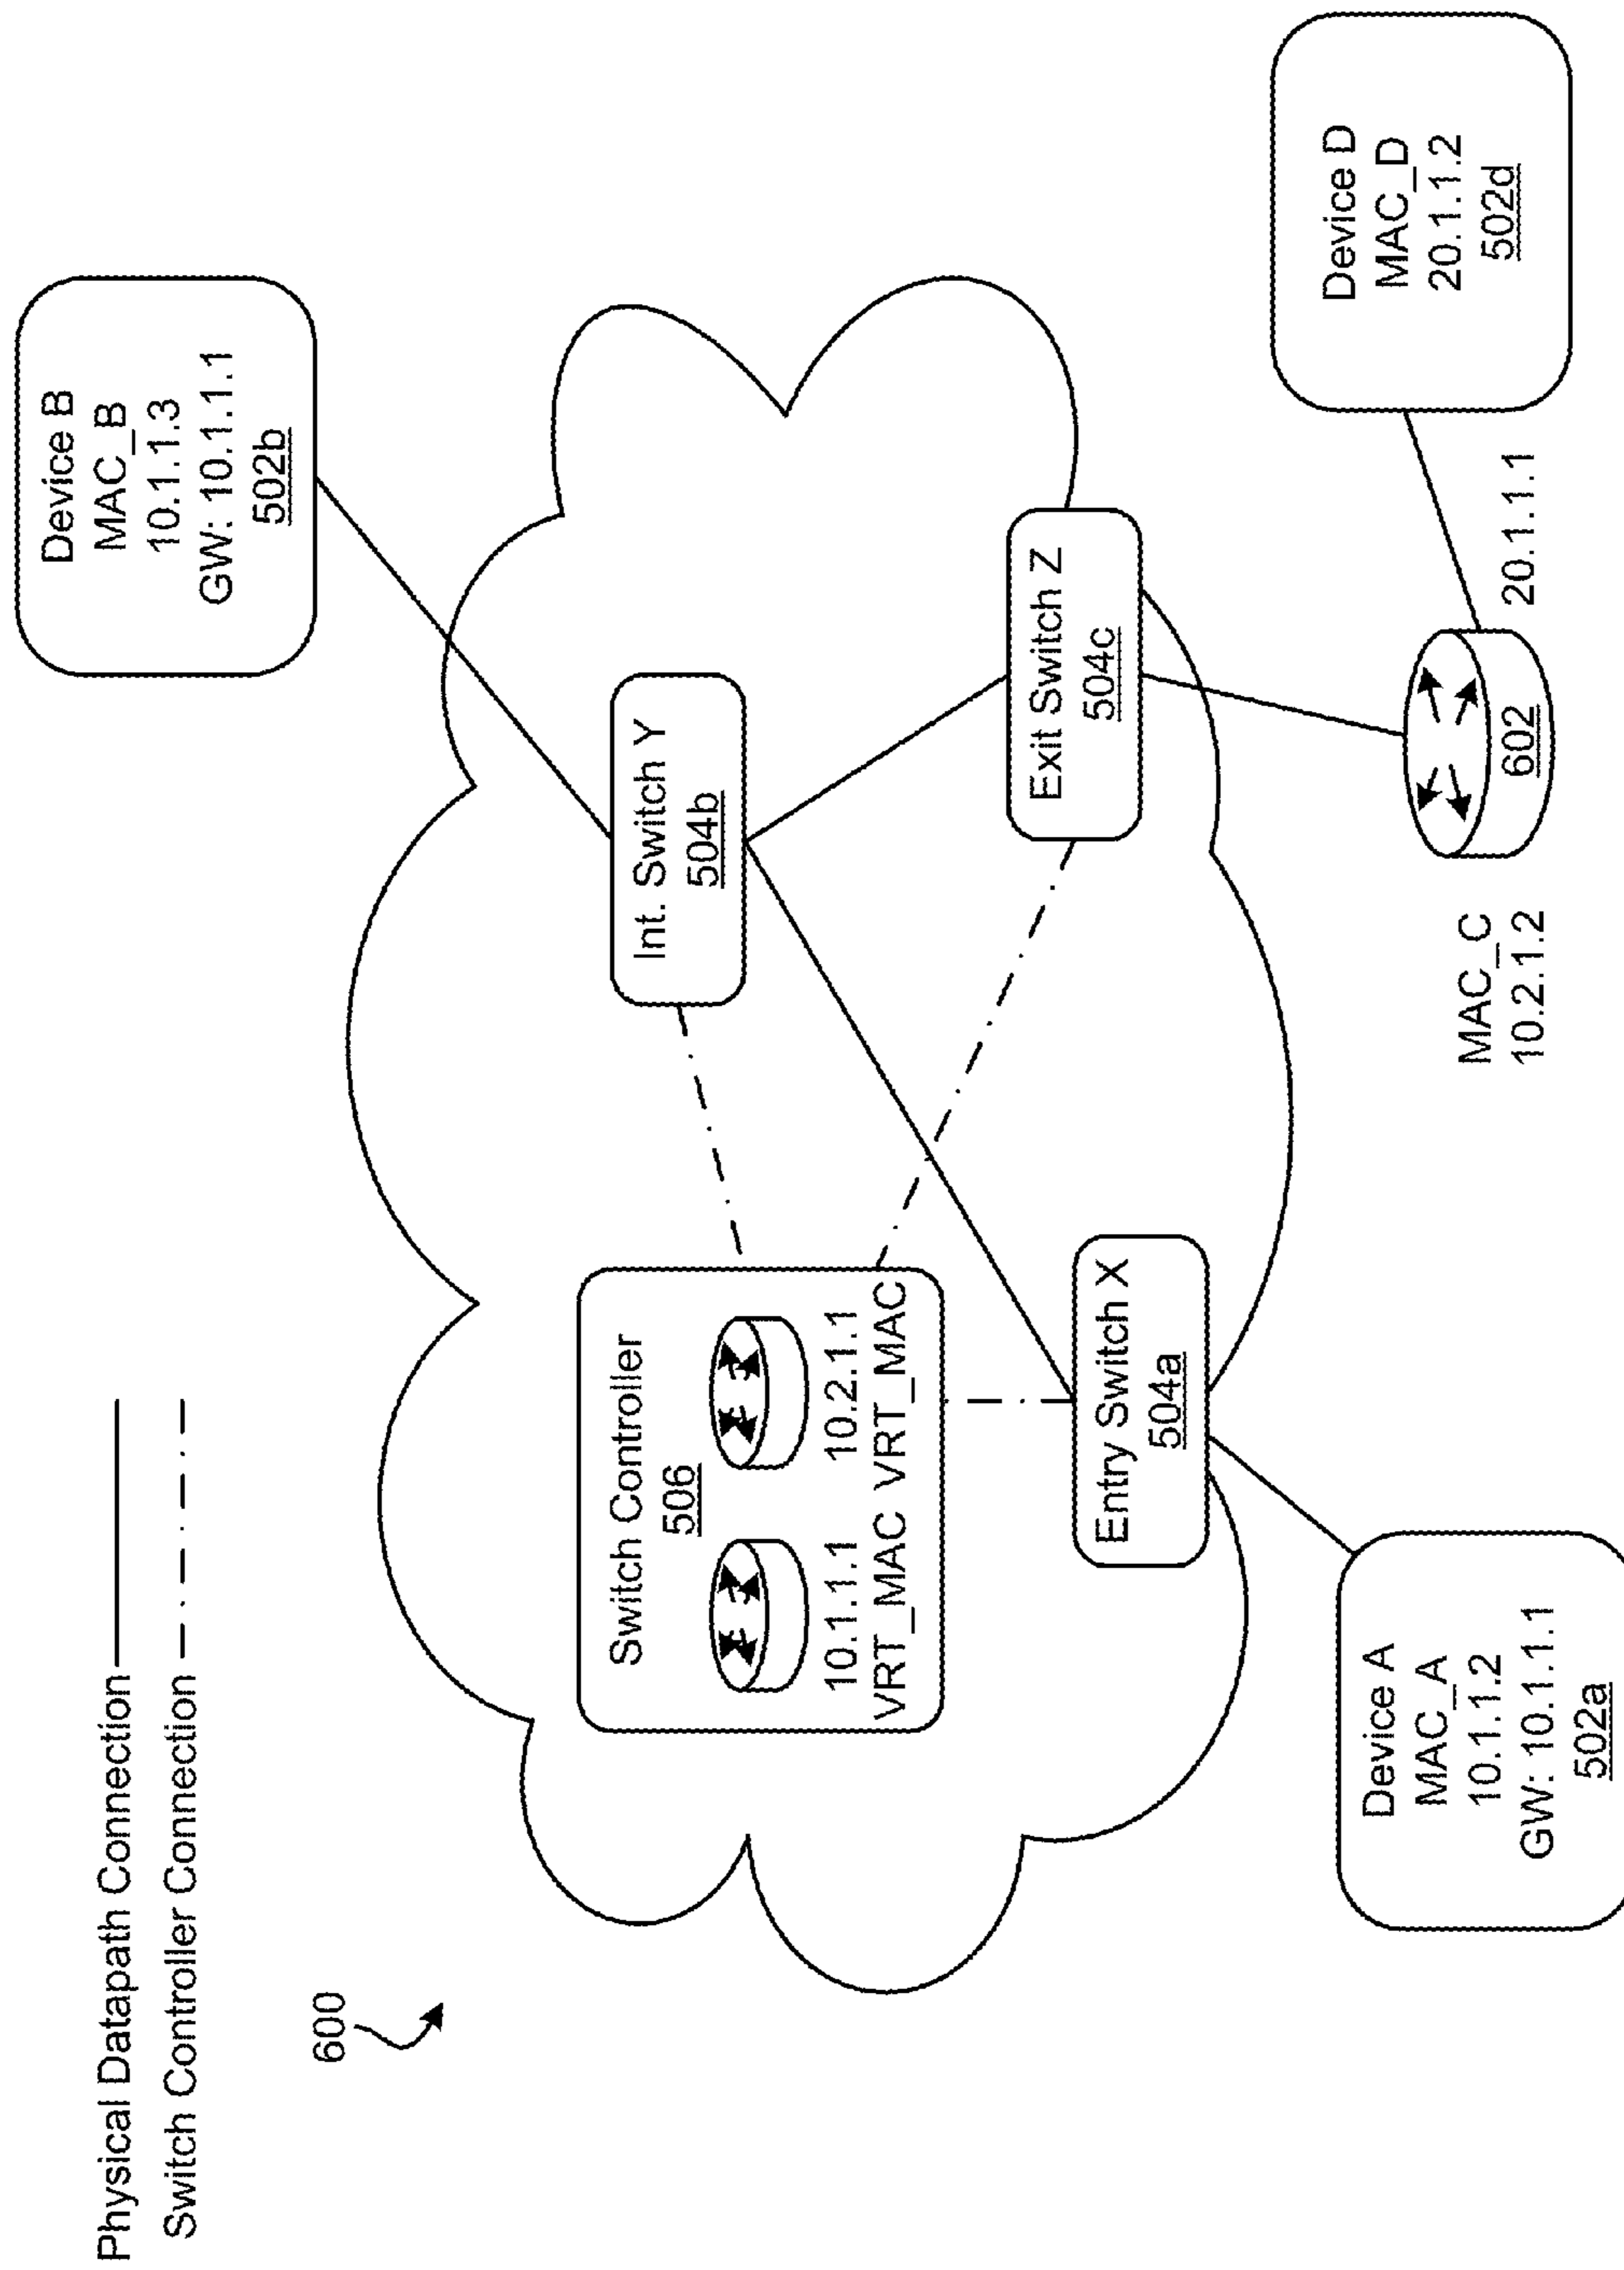 Physical Datapath Connection
Switch Controller Connection
600
Device B
MAC_B
10.1.1.3
GW: 10.1.1.1
502b
Int. Switch Y
504b
Switch Controller
506
10.1.1.1 10.2.1.1
VRT_MAC VRT_MAC
Exit Switch Z
504c
Entry Switch X
504a
Device A
MAC_A
10.1.1.2
GW: 10.1.1.1
502a
MAC_C
10.2.1.2
602
20.1.1.1
Device D
MAC_D
20.1.1.2
502d